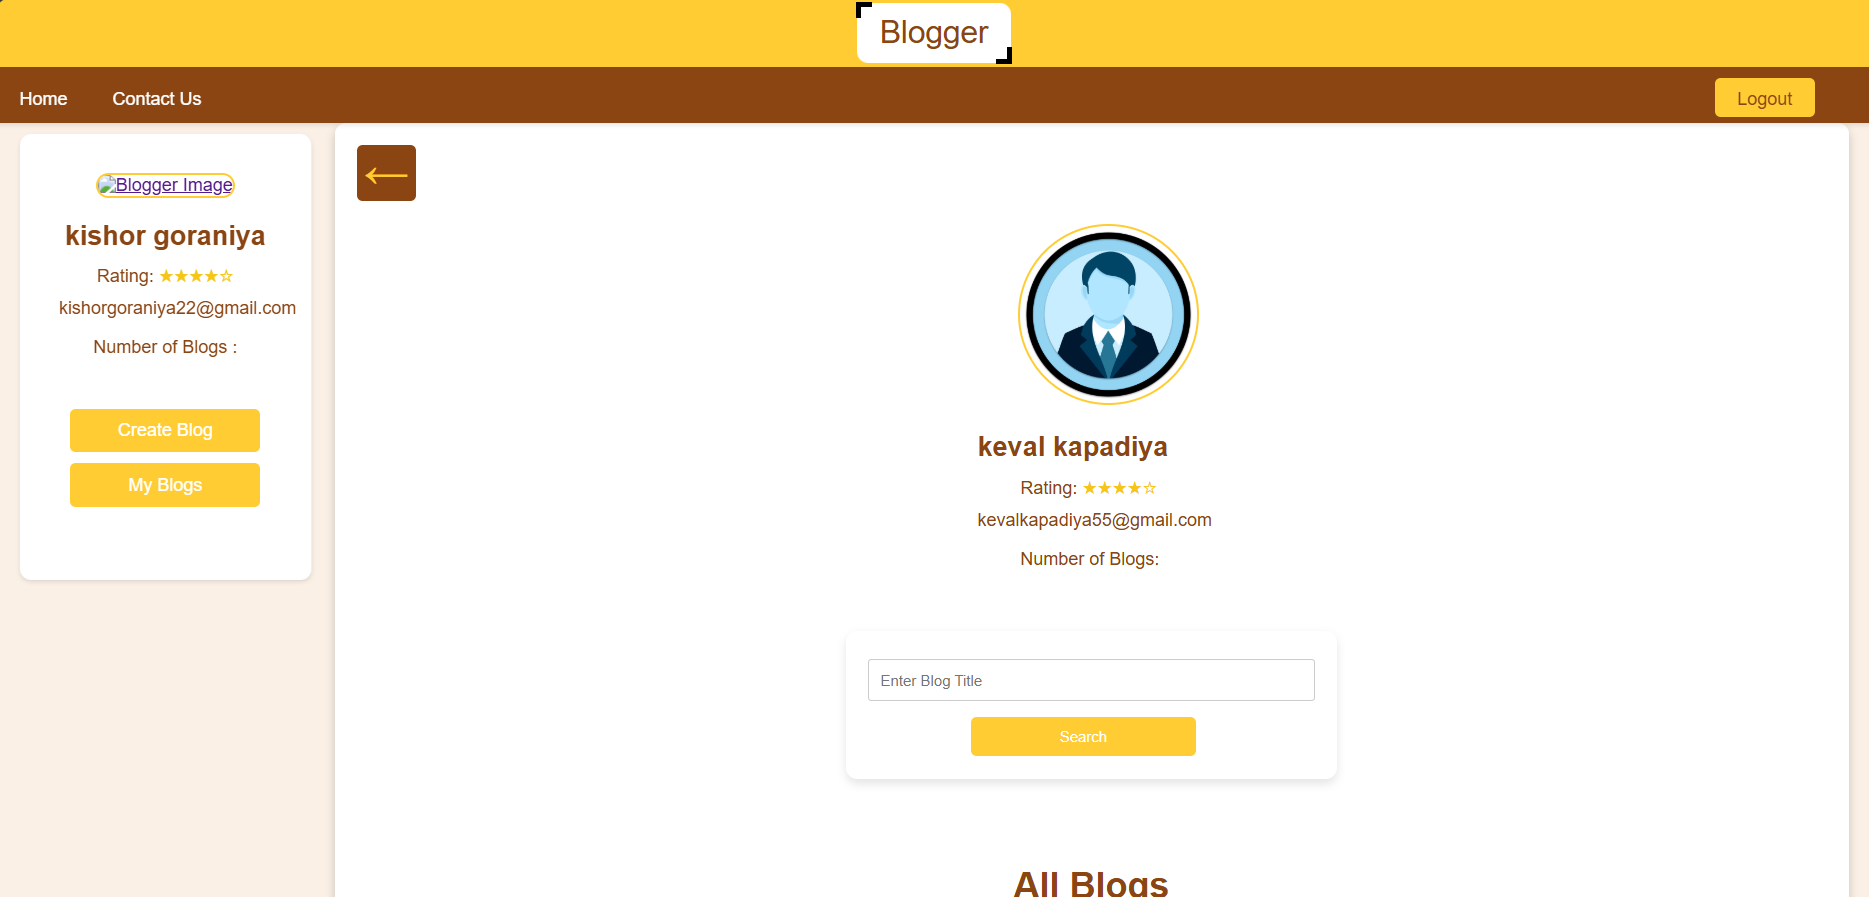 Blogger
Home
Contact Us
Logout
Blogger Image
kishor goraniya
Rating: ★★★★☆
kishorgoraniya22@gmail.com
Number of Blogs :
Create Blog
My Blogs
←
keval kapadiya
Rating: ★★★★☆
kevalkapadiya55@gmail.com
Number of Blogs:
Enter Blog Title
Search
All Blogs